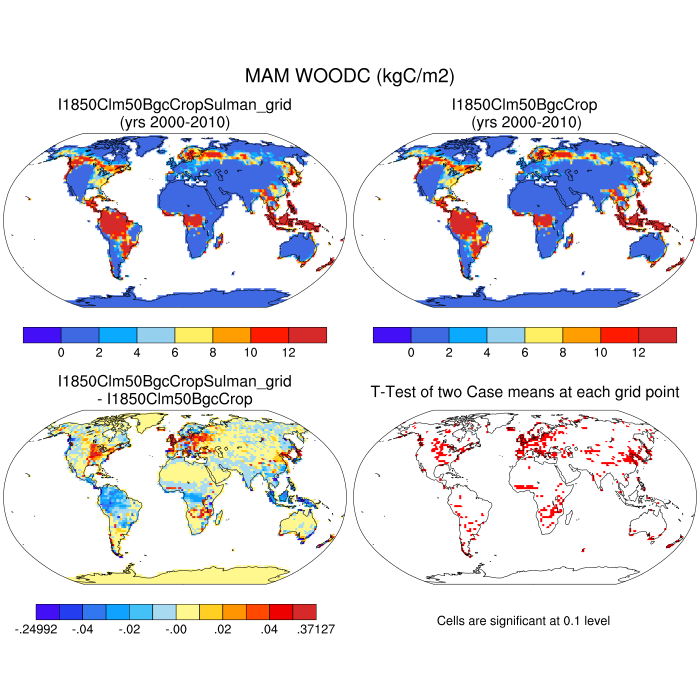 MAM WOODC (kgC/m2)
I1850Clm50BgcCropSulman_grid
(yrs 2000-2010)
I1850Clm50BgcCrop
(yrs 2000-2010)
0 2 4 6 8 10 12
0 2 4 6 8 10 12
I1850Clm50BgcCropSulman_grid
- I1850Clm50BgcCrop
T-Test of two Case means at each grid point
-.24992 -.04 -.02 -.00 .02 .04 .37127
Cells are significant at 0.1 level